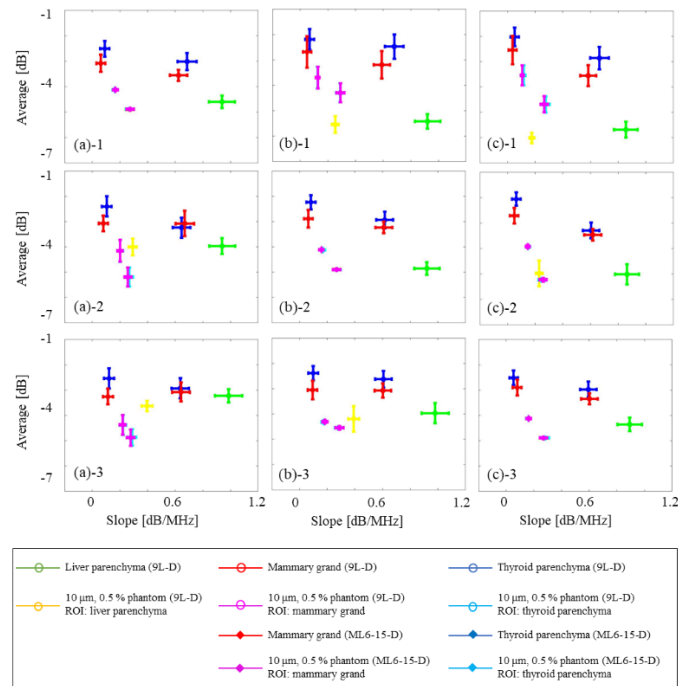 -1
Average [dB]
-4
-7
(a)-1
(b)-1
(c)-1
-1
Average [dB]
-4
-7
(a)-2
(b)-2
(c)-2
-1
Average [dB]
-4
-7
(a)-3
(b)-3
(c)-3
0 0.6 1.2 0 0.6 1.2 0 0.6 1.2
Slope [dB/MHz] Slope [dB/MHz] Slope [dB/MHz]
Liver parenchyma (9L-D) Mammary grand (9L-D) Thyroid parenchyma (9L-D)
10 μm, 0.5 % phantom (9L-D) 10 μm, 0.5 % phantom (9L-D) 10 μm, 0.5 % phantom (9L-D)
ROI: liver parenchyma ROI: mammary grand ROI: thyroid parenchyma
Mammary grand (ML6-15-D) Thyroid parenchyma (ML6-15-D)
10 μm, 0.5 % phantom (ML6-15-D) 10 μm, 0.5 % phantom (ML6-15-D)
ROI: mammary grand ROI: thyroid parenchyma